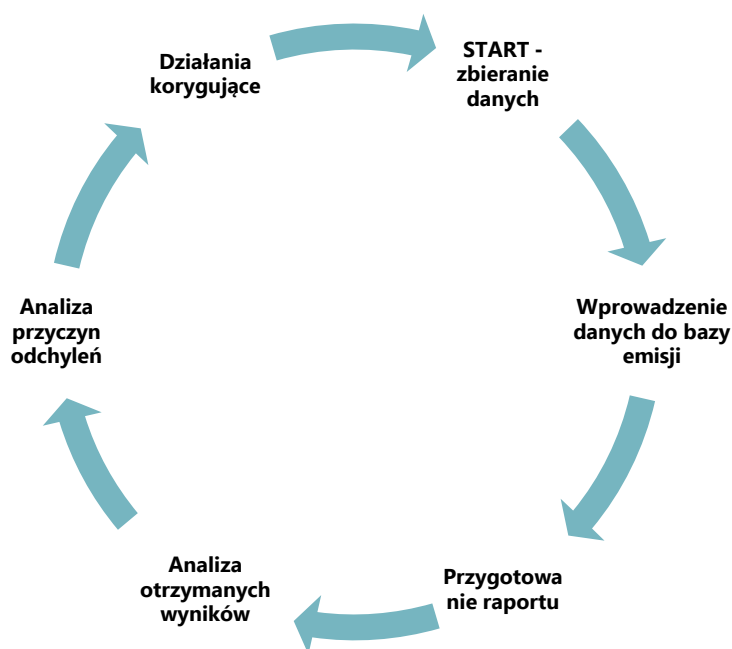 START -
zbieranie
danych
Wprowadzenie
danych do bazy
emisji
Przygotowa
nie raportu
Analiza
otrzymanych
wyników
Analiza
przyczyn
odchyleń
Działania
korygujące